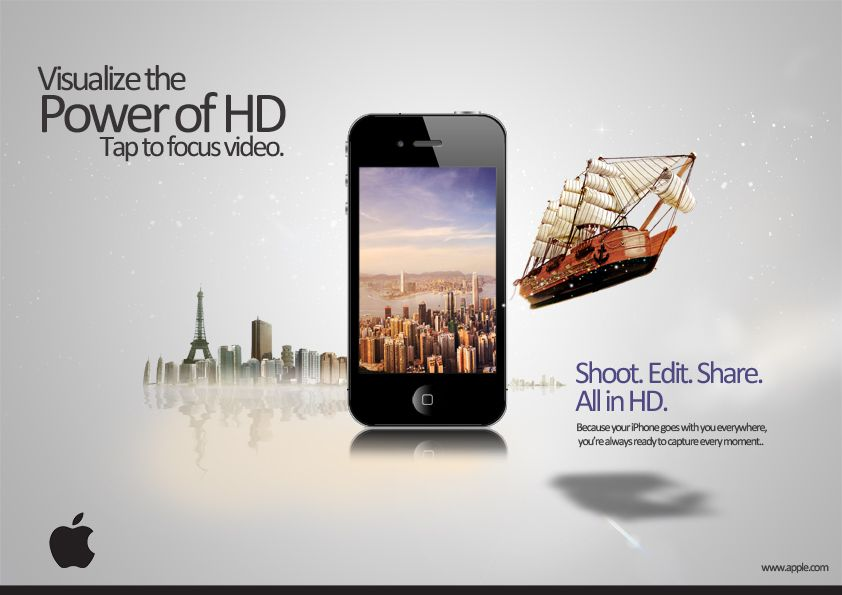 Visualize the
Power of HD
Tap to focus video.
Shoot. Edit. Share.
All in HD.
Because your iPhone goes with you everywhere,
you're always ready to capture every moment..
www.apple.com